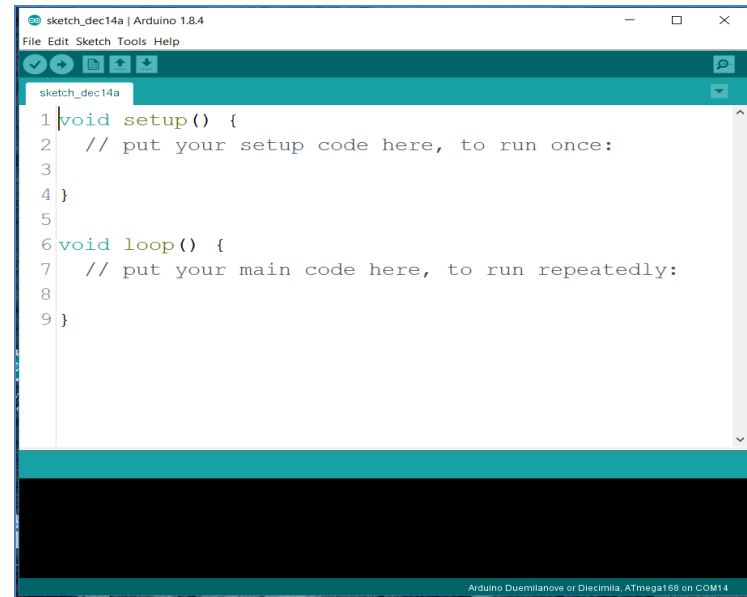 sketch_dec14a | Arduino 1.8.4
File Edit Sketch Tools Help
sketch_dec14a
1 void setup() {
2   // put your setup code here, to run once:
3
4 }
5
6 void loop() {
7   // put your main code here, to run repeatedly:
8
9 }
Arduino Duemilanove or Diecimila, ATmega168 on COM14